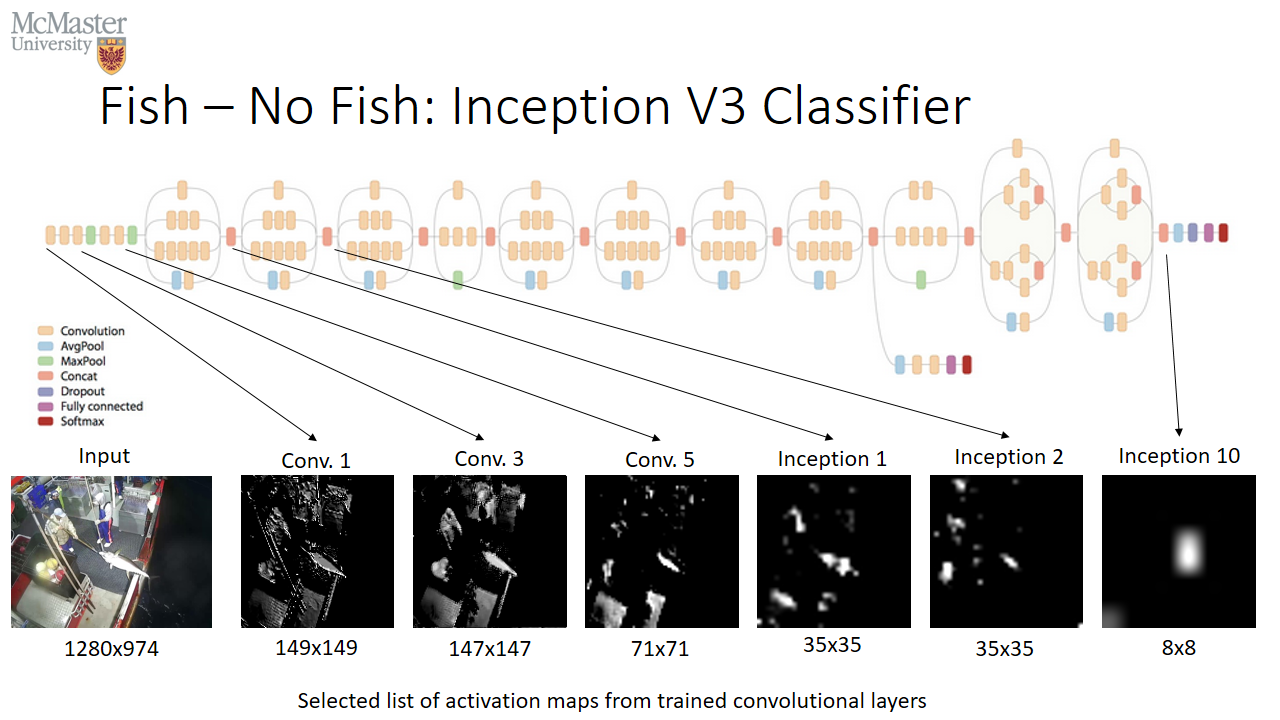 McMaster
University
Fish – No Fish: Inception V3 Classifier
Convolution
AvgPool
MaxPool
Concat
Dropout
Fully connected
Softmax
Input
Conv. 1
Conv. 3
Conv. 5
Inception 1
Inception 2
Inception 10
1280x974
149x149
147x147
71x71
35x35
35x35
8x8
Selected list of activation maps from trained convolutional layers